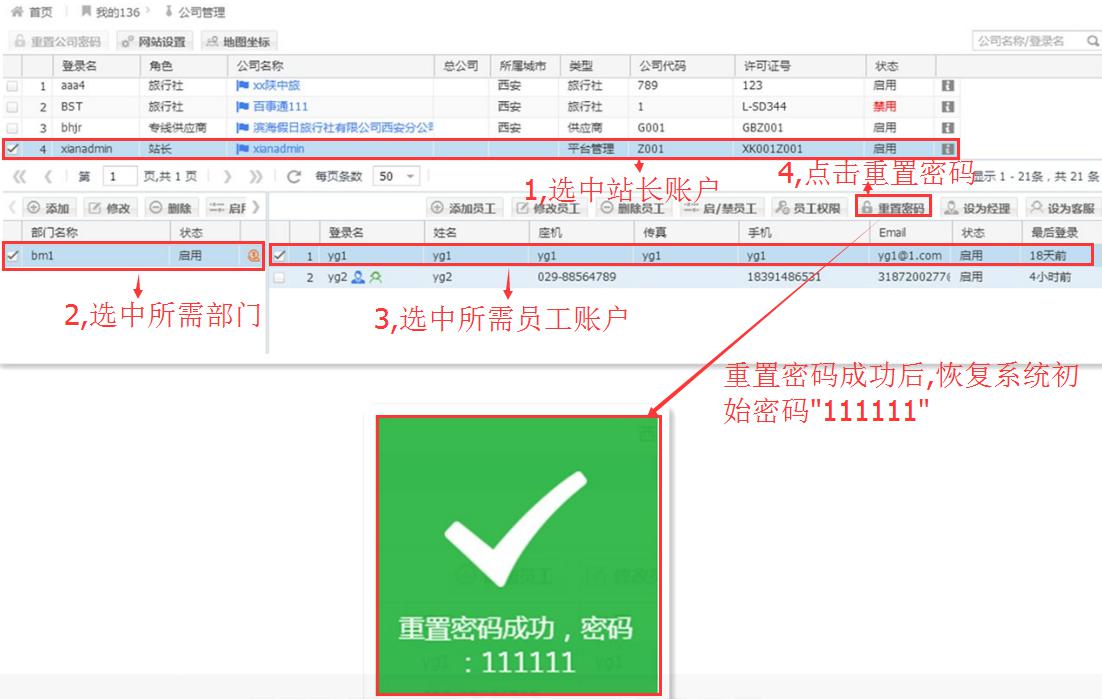 首页 我的136 公司管理
重置公司密码 网站设置 地图坐标 公司名称/登录名
登录名 角色 公司名称 总公司 所属城市 类型 公司代码 许可证号 状态
1 aaa4 旅行社 xx陕中旅 西安 旅行社 789 123 启用
2 BST 旅行社 百事通111 西安 旅行社 1 L-SD344 禁用
3 bhjr 专线供应商 滨海假日旅行社有限公司西安分公司 西安 供应商 G001 GBZ001 启用
4 xianadmin 站长 xianadmin 平台管理 Z001 XK001Z001 启用
第 1 页,共 1 页 每页条数 50 显示 1 - 21条，共 21 条
1,选中站长账户
4,点击重置密码
添加 修改 删除 启用 添加员工 修改员工 删除员工 启/禁员工 员工权限 重置密码 设为经理 设为客服
部门名称 状态 登录名 姓名 座机 传真 手机 Email 状态 最后登录
bm1 启用 1 yg1 yg1 yg1 yg1 yg1 yg1@1.com 启用 18天前
2 yg2 yg2 029-88564789 18391486531 3187200277 启用 4小时前
2,选中所需部门
3,选中所需员工账户
重置密码成功后,恢复系统初
始密码"111111"
重置密码成功，密码
：111111